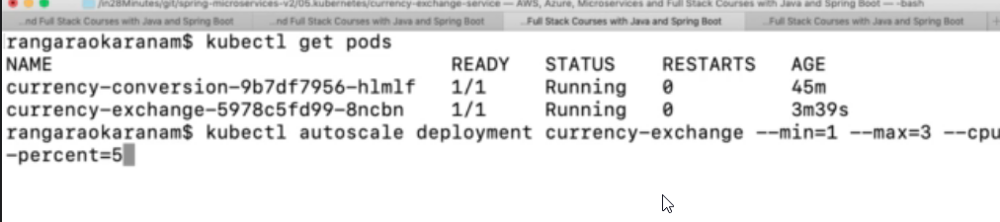 /in28Minutes/git/spring-microservices-v2/05.kubernetes/currency-exchange-service — AWS, Azure, Microservices and Full Stack Courses with Java and Spring Boot — -bash
...nd Full Stack Courses with Java and Spring Boot ...nd Full Stack Courses with Java and Spring Boot ...Full Stack Courses with Java and Spring Boot ...Full Stack Courses with Java and Spring Boot +
rangaraokaranam$ kubectl get pods
NAME READY STATUS RESTARTS AGE
currency-conversion-9b7df7956-hlmlf 1/1 Running 0 45m
currency-exchange-5978c5fd99-8ncbn 1/1 Running 0 3m39s
rangaraokaranam$ kubectl autoscale deployment currency-exchange --min=1 --max=3 --cpu
-percent=5